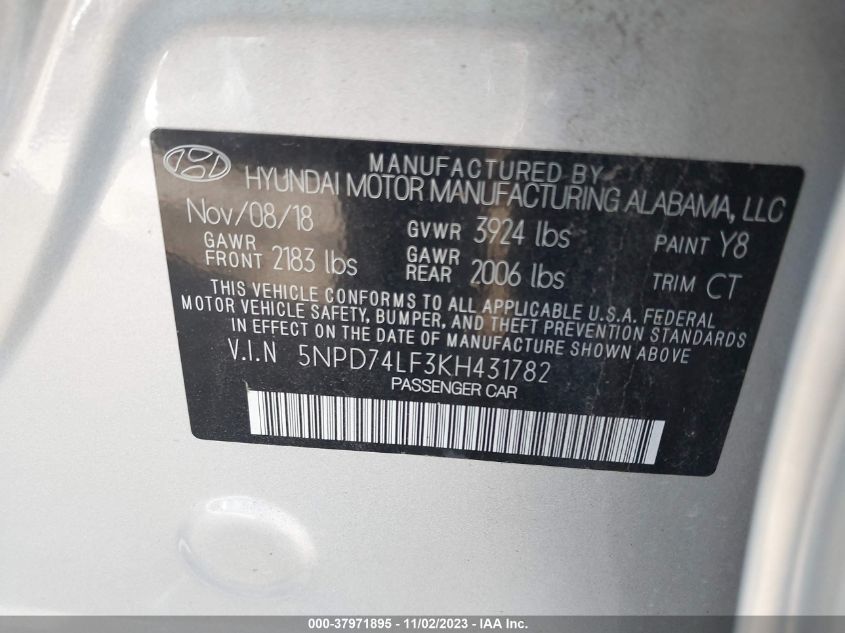 MANUFACTURED BY
HYUNDAI MOTOR MANUFACTURING ALABAMA, LLC
Nov/08/18 GVWR 3924 lbs PAINT Y8
GAWR FRONT 2183 lbs GAWR REAR 2006 lbs TRIM CT
THIS VEHICLE CONFORMS TO ALL APPLICABLE U.S.A. FEDERAL
MOTOR VEHICLE SAFETY, BUMPER, AND THEFT PREVENTION STANDARDS
IN EFFECT ON THE DATE OF MANUFACTURE SHOWN ABOVE
V.I.N 5NPD74LF3KH431782
PASSENGER CAR
000-37971895 - 11/02/2023 - IAAI.com